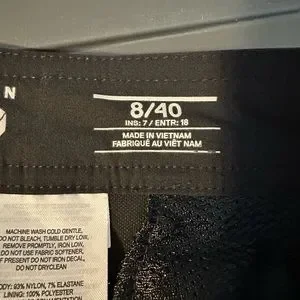 N
8/40
INS: 7 / ENTR: 18
MADE IN VIETNAM
FABRIQUÉ AU VIÊT NAM
MACHINE WASH COLD GENTLE,
DO NOT BLEACH, TUMBLE DRY LOW,
REMOVE PROMPTLY, IRON LOW,
DO NOT USE FABRIC SOFTENER,
IF PRESENT DO NOT IRON DECAL,
DO NOT DRYCLEAN
BODY: 93% NYLON, 7% ELASTANE
LINING: 100% POLYESTER